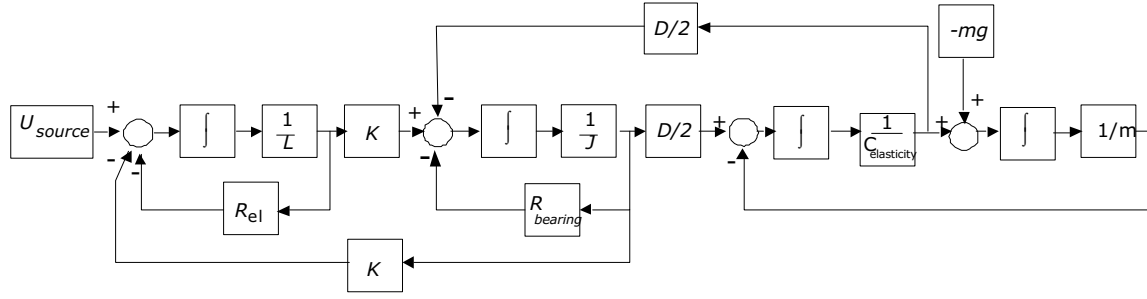 D/2
-mg
+
-
+
U source
+
∫
1
L
K
+
∫
1
J
D/2
+
∫
1
C elasticity
+
∫
1/m
-
-
-
-
R el
R bearing
K